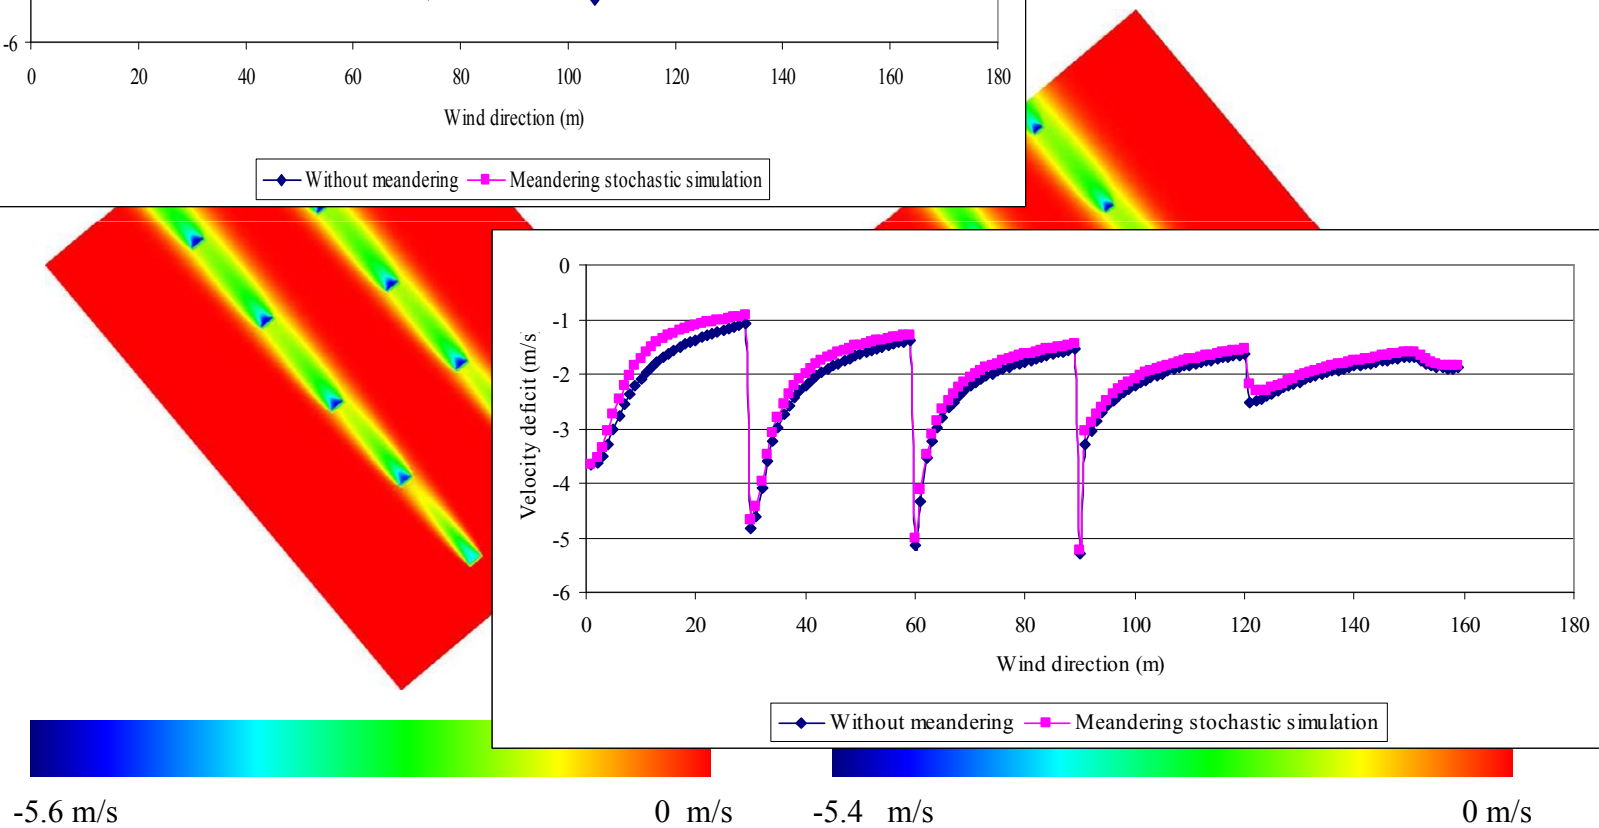 -6
0 20 40 60 80 100 120 140 160 180
Wind direction (m)
Without meandering Meandering stochastic simulation
0
-1
-2
-3
-4
-5
-6
Velocity deficit (m/s
0 20 40 60 80 100 120 140 160 180
Wind direction (m)
Without meandering Meandering stochastic simulation
-5.6 m/s 0 m/s -5.4 m/s 0 m/s